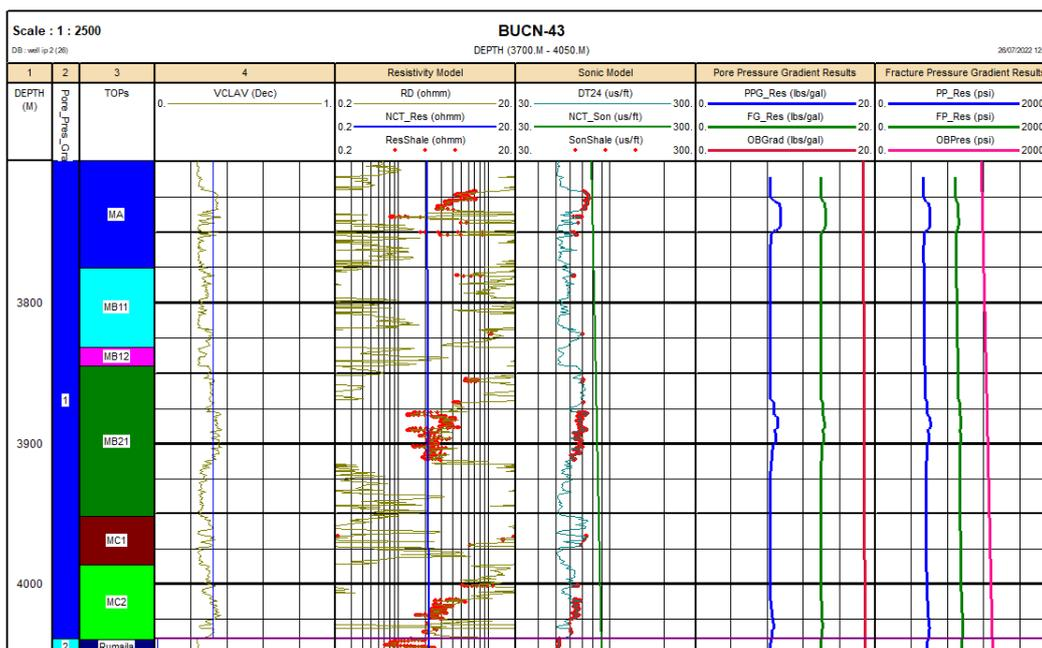 Scale : 1 : 2500
BUCN-43
DB : well ip 2 (26)
DEPTH (3700.M - 4050.M)
26/07/2022 12:
1 2 3 4 Resistivity Model Sonic Model Pore Pressure Gradient Results Fracture Pressure Gradient Results
DEPTH
(M)
Pore_Pres_Gra
TOPs
VCLAV (Dec)
0. 1.
RD (ohmm)
0.2 20.
NCT_Res (ohmm)
0.2 20.
ResShale (ohmm)
0.2 20.
DT24 (us/ft)
30. 300.
NCT_Son (us/ft)
30. 300.
SonShale (us/ft)
30. 300.
PPG_Res (lbs/gal)
0. 20.
FG_Res (lbs/gal)
0. 20.
OBGrad (lbs/gal)
0. 20.
PP_Res (psi)
0. 2000
FP_Res (psi)
0. 2000
OBPres (psi)
0. 2000
MA
3800
MB11
MB12
1
3900
MB21
MC1
4000
MC2
2
Rumaila